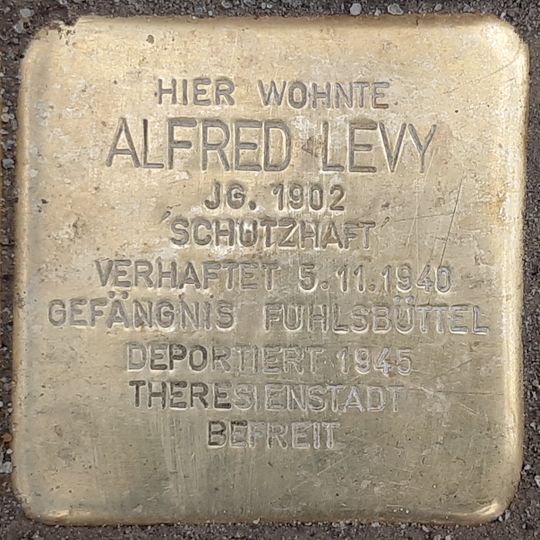 HIER WOHNTE
ALFRED LEVY
JG. 1902
'SCHUTZHAFT'
VERHAFTET 5.11.1940
GEFÄNGNIS FUHLSBÜTTEL
DEPORTIERT 1945
THERESIENSTADT
BEFREIT